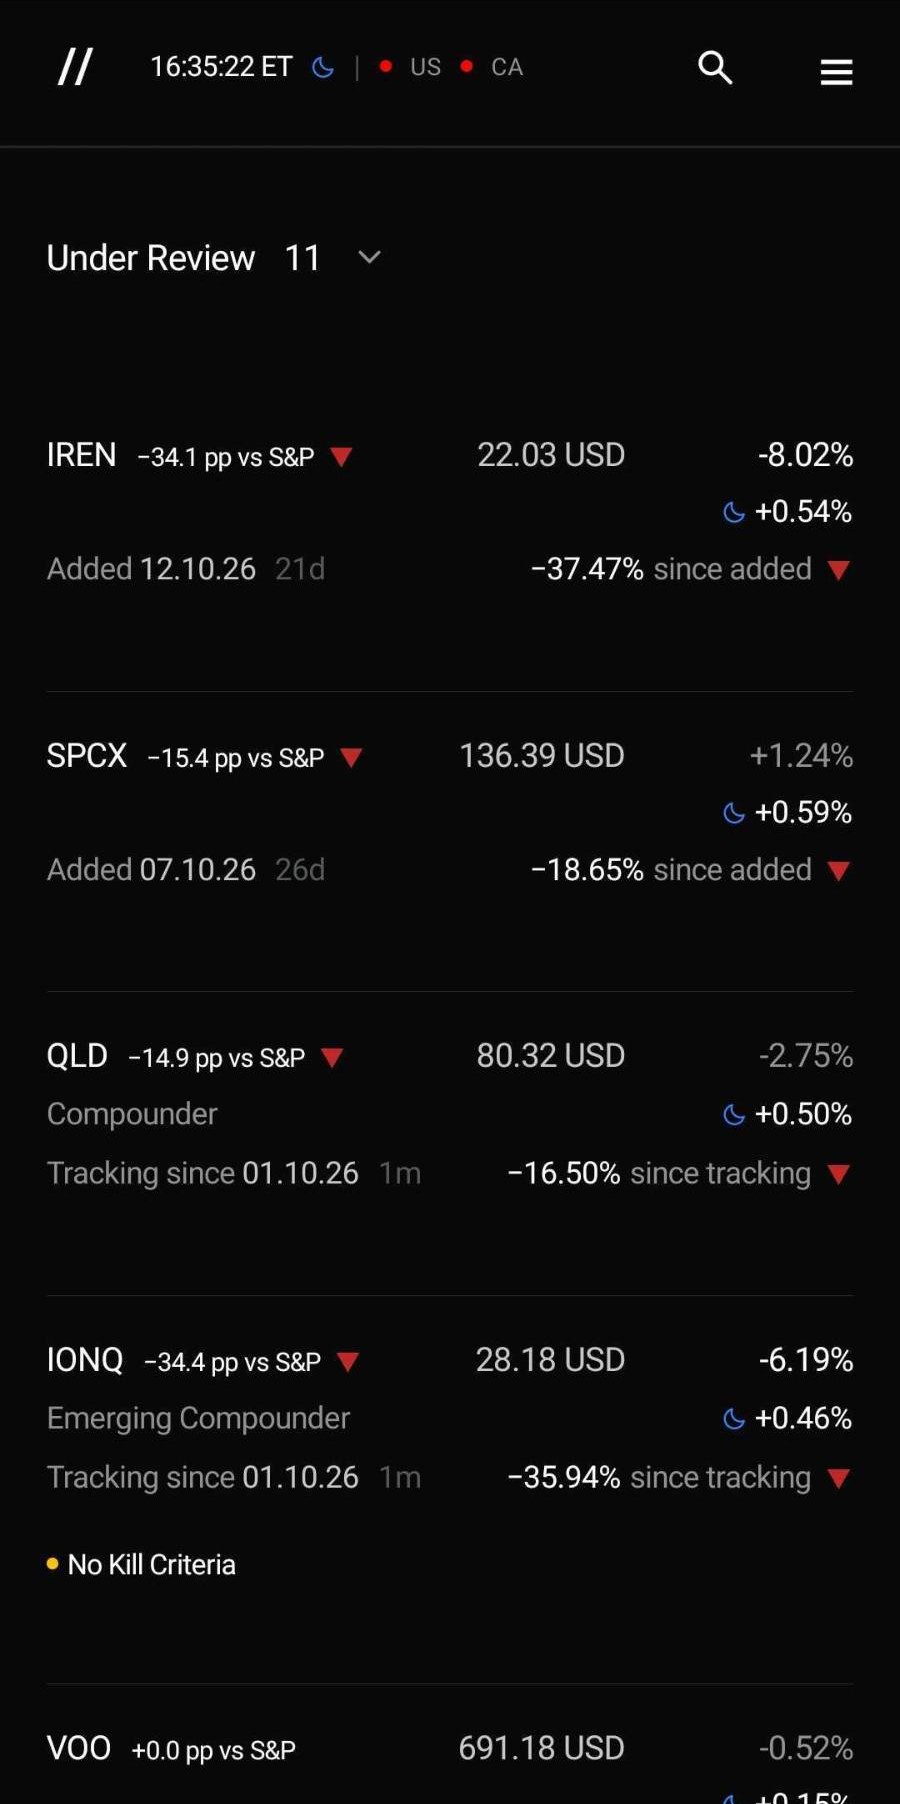 // 16:35:22 ET | US CA
Under Review 11
IREN −34.1 pp vs S&P ▼ 22.03 USD -8.02%
+0.54%
Added 12.10.26 21d −37.47% since added ▼
SPCX −15.4 pp vs S&P ▼ 136.39 USD +1.24%
+0.59%
Added 07.10.26 26d −18.65% since added ▼
QLD −14.9 pp vs S&P ▼ 80.32 USD -2.75%
Compounder +0.50%
Tracking since 01.10.26 1m −16.50% since tracking ▼
IONQ −34.4 pp vs S&P ▼ 28.18 USD -6.19%
Emerging Compounder +0.46%
Tracking since 01.10.26 1m −35.94% since tracking ▼
No Kill Criteria
VOO +0.0 pp vs S&P 691.18 USD -0.52%
+0.15%